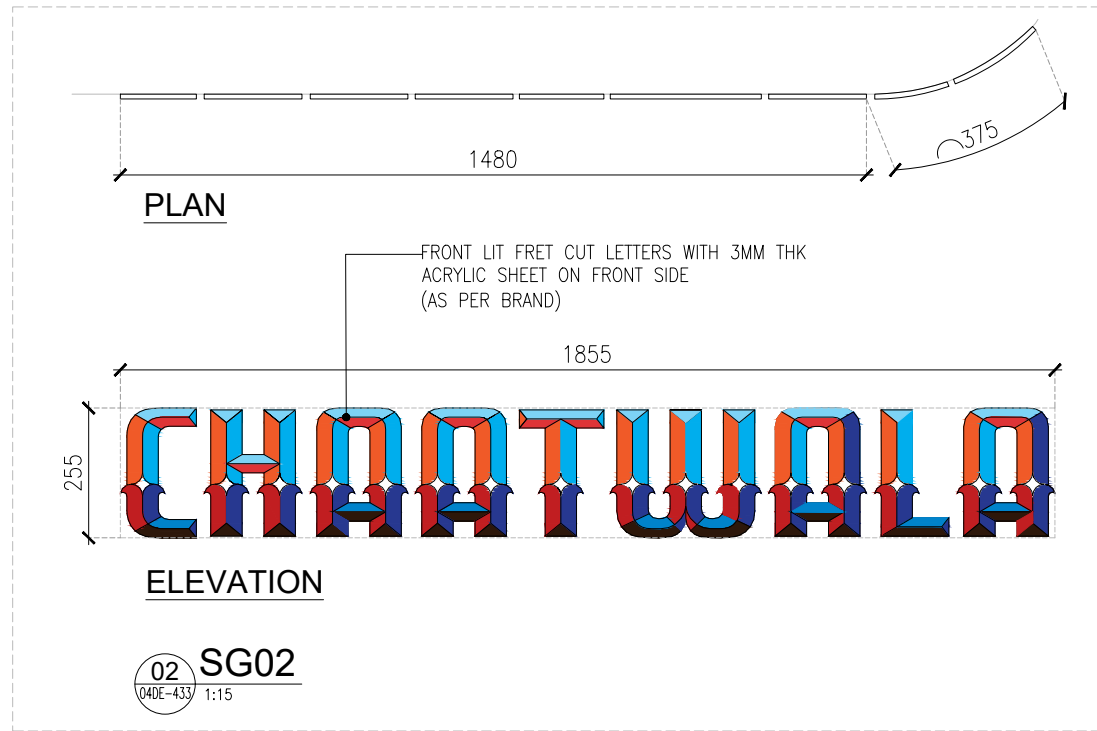 1480
375
PLAN
FRONT LIT FRET CUT LETTERS WITH 3MM THK
ACRYLIC SHEET ON FRONT SIDE
(AS PER BRAND)
1855
255
CHAATWALA
ELEVATION
02 SG02
04DE-433 1:15